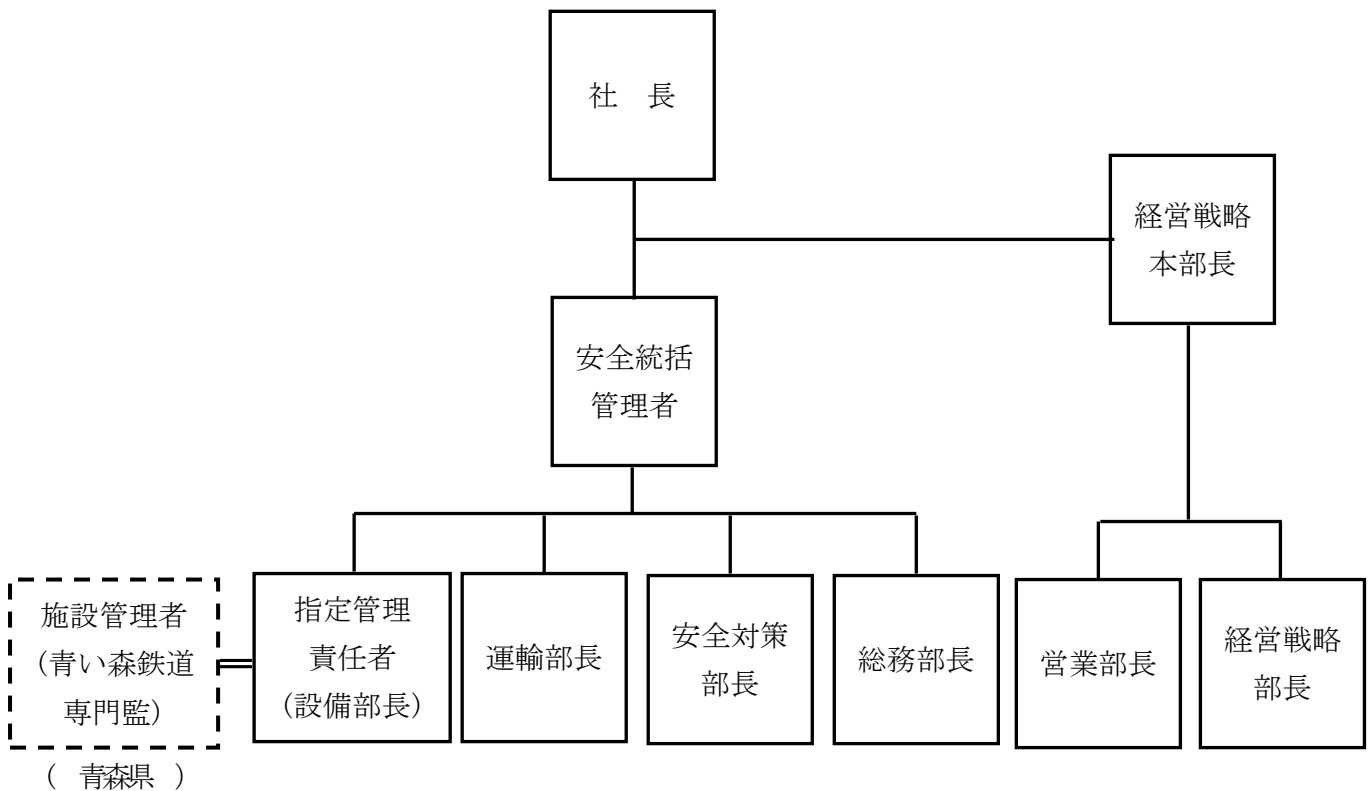 社　長
経営戦略
本部長
安全統括
管理者
施設管理者
（青い森鉄道
専門監）
（　青森県　）
指定管理
責任者
（設備部長）
運輸部長
安全対策
部長
総務部長
営業部長
経営戦略
部長